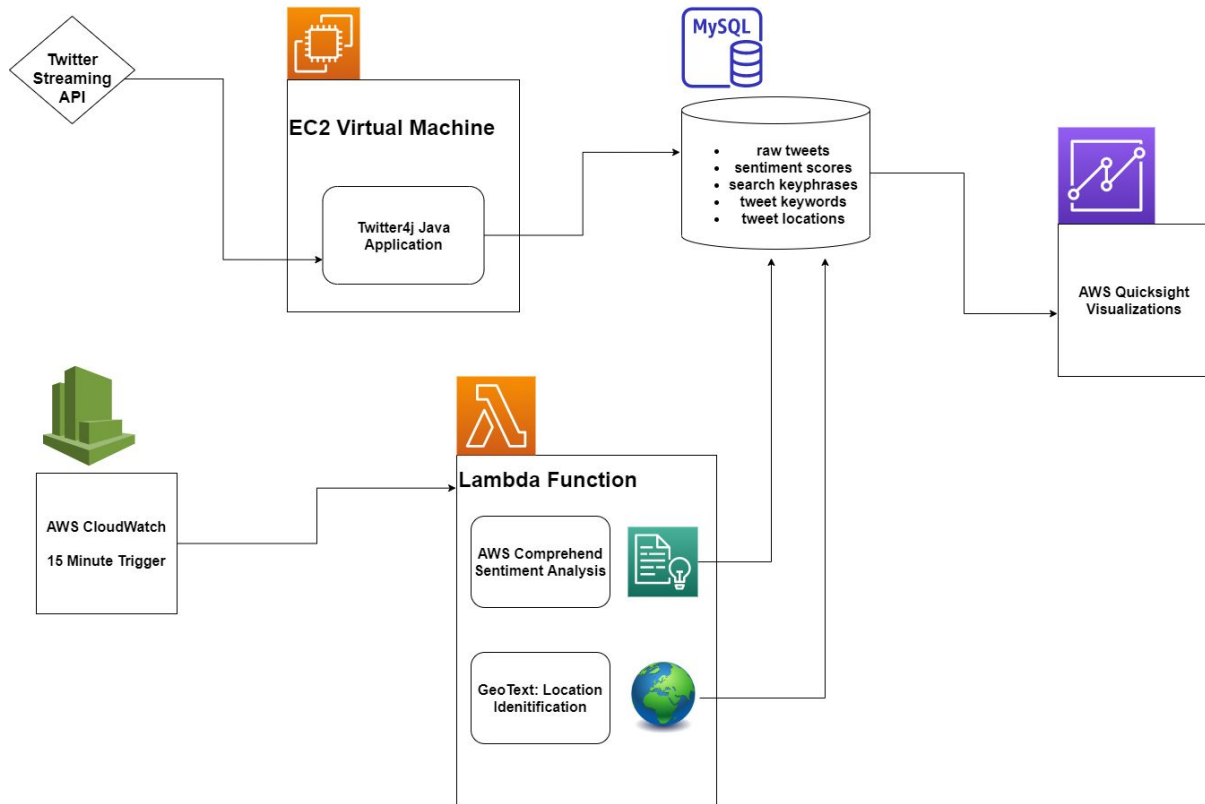 Twitter
Streaming
API
EC2 Virtual Machine
Twitter4j Java
Application
MySQL
• raw tweets
• sentiment scores
• search keyphrases
• tweet keywords
• tweet locations
AWS Quicksight
Visualizations
AWS CloudWatch
15 Minute Trigger
Lambda Function
AWS Comprehend
Sentiment Analysis
GeoText: Location
Idenitification